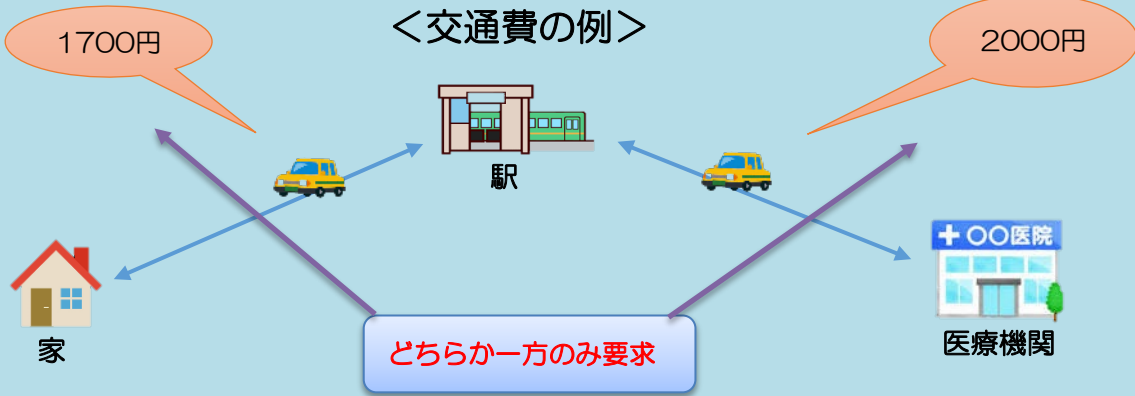 ＜交通費の例＞
1700円
2000円
駅
家
○○医院
医療機関
どちらか一方のみ要求